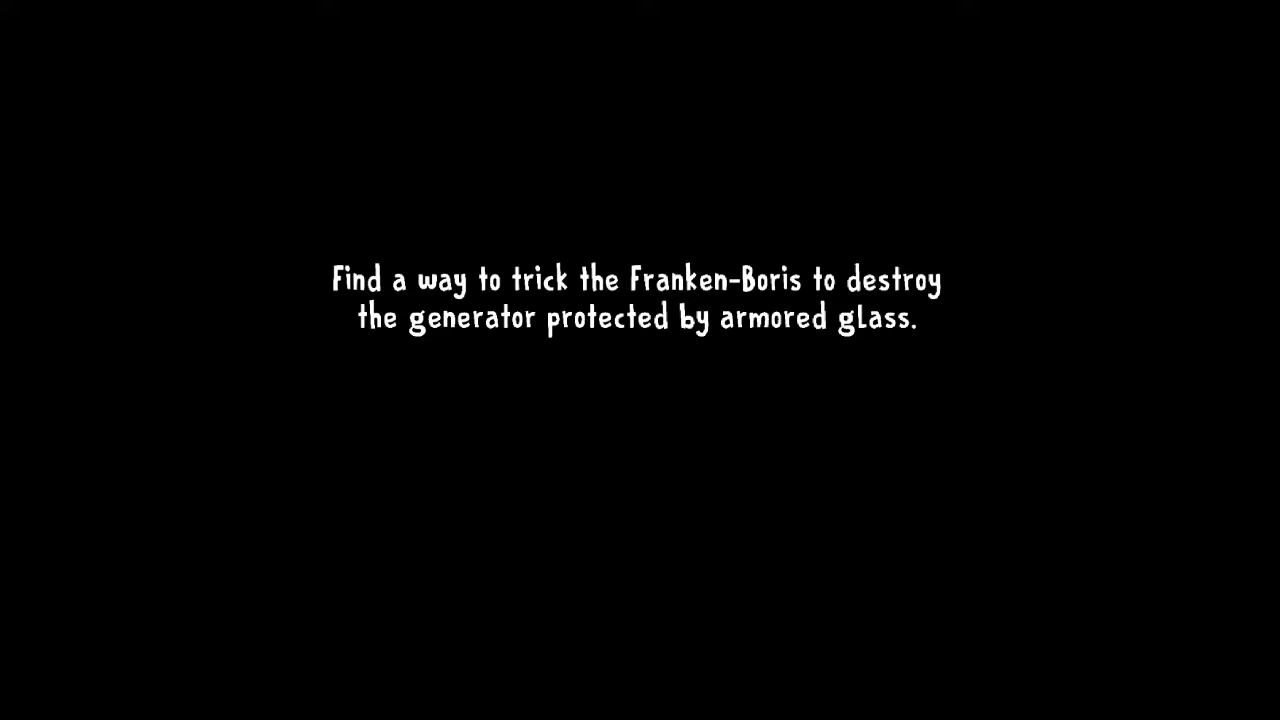 Find a way to trick the Franken-Boris to destroy
the generator protected by armored glass.